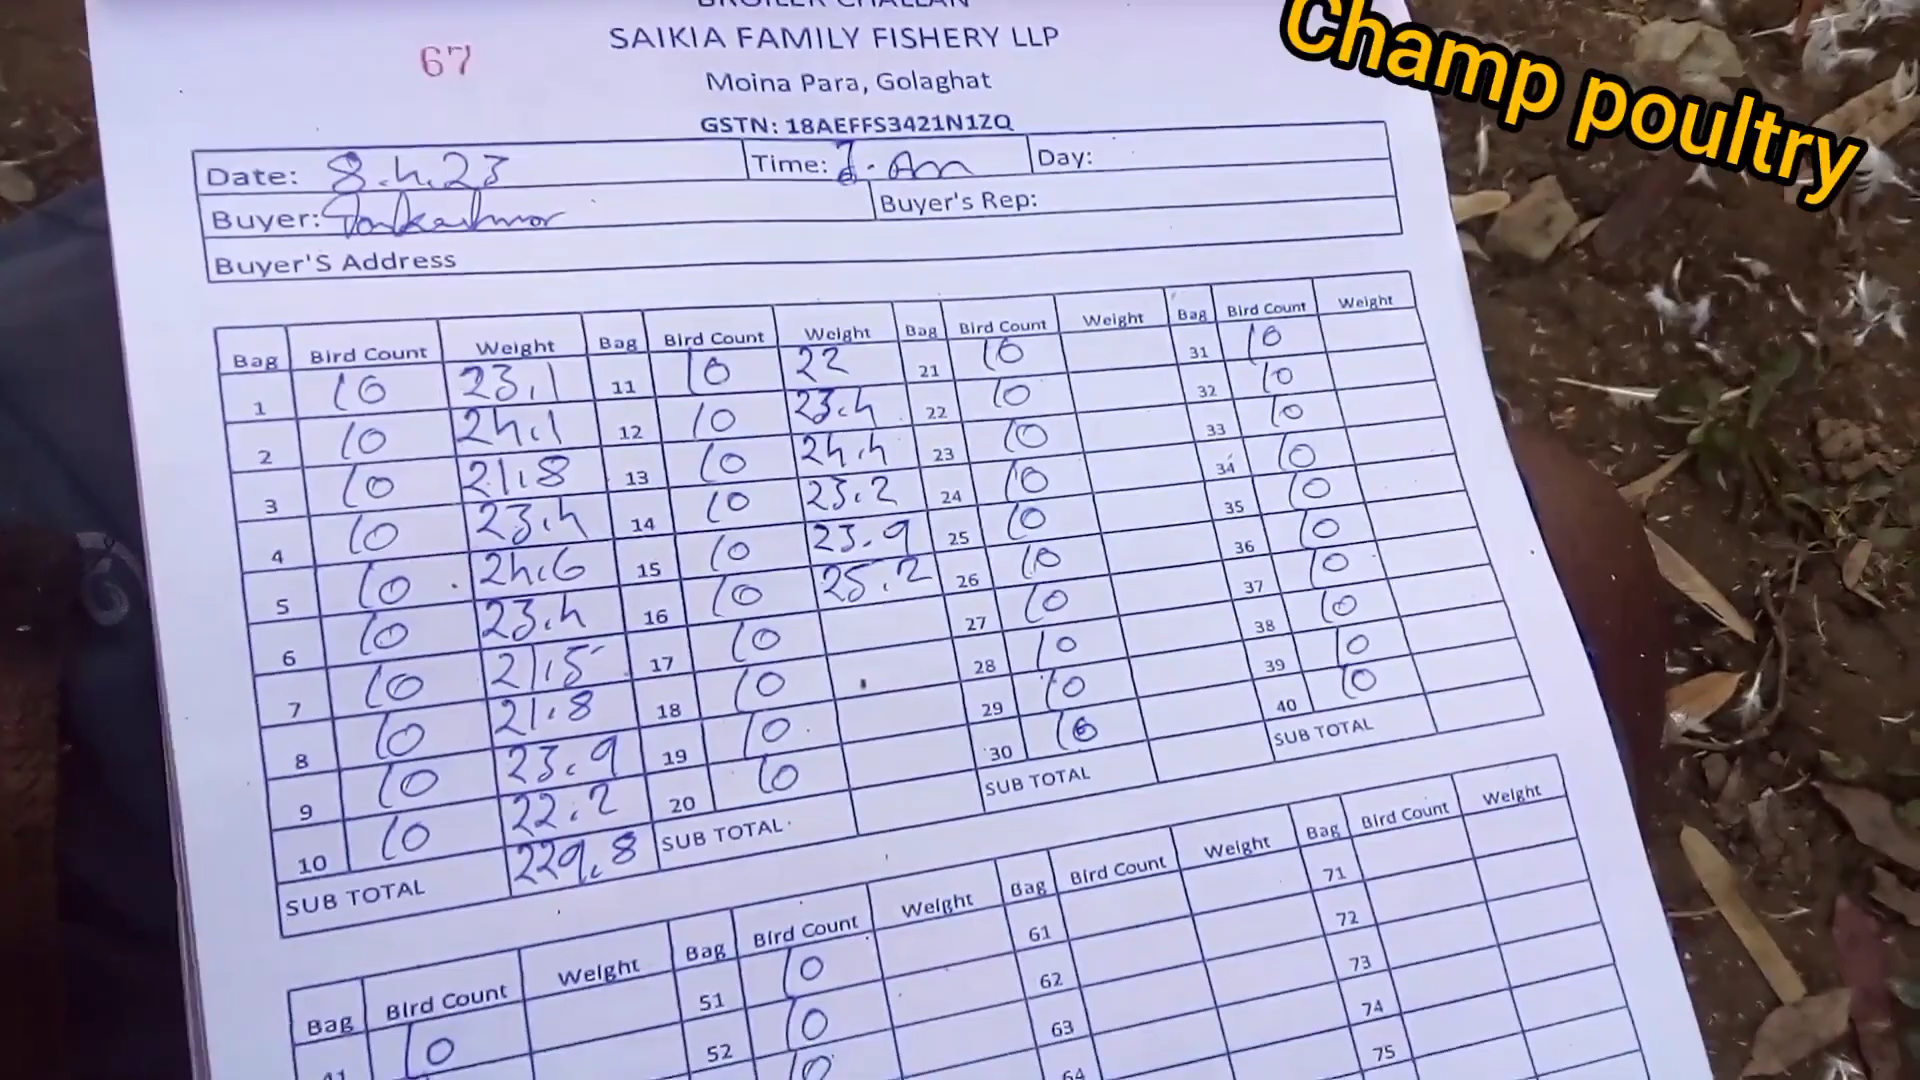 BROILER CHALLAN
67
SAIKIA FAMILY FISHERY LLP
Champ poultry
Moina Para, Golaghat
GSTN: 18AEFFS3421N1ZQ
Date: 8.4.23 Time: Am Day:
Buyer: Buyer's Rep:
Buyer'S Address
Bag Bird Count Weight Bag Bird Count Weight Bag Bird Count Weight Bag Bird Count Weight
1 10 23.1 11 10 22 21 10 31 10
2 10 24.1 12 10 23.4 22 10 32 10
3 10 21.8 13 10 24.4 23 10 33 10
4 10 23.4 14 10 23.2 24 10 34 10
5 10 24.6 15 10 23.9 25 10 35 10
6 10 23.4 16 10 25.2 26 10 36 10
7 10 21.5 17 10 27 10 37 10
8 10 21.8 18 10 28 10 38 10
9 10 23.9 19 10 29 10 39 10
10 10 22.2 20 10 30 10 40 10
SUB TOTAL 229.8 SUB TOTAL SUB TOTAL SUB TOTAL
Bag Bird Count Weight Bag Bird Count Weight Bag Bird Count Weight Bag Bird Count Weight
41 10 51 10 61 71
52 10 62 72
10 63 73
64 74
75